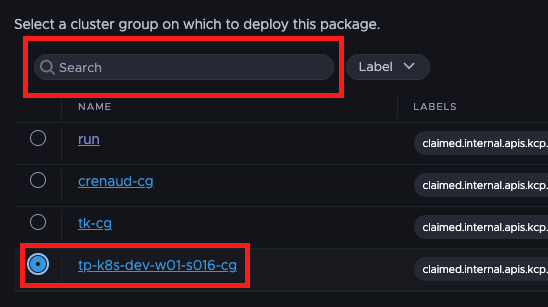 Select a cluster group on which to deploy this package.
Search Label
NAME LABELS
run claimed.internal.apis.kcp.
crenaud-cg claimed.internal.apis.kcp.
tk-cg claimed.internal.apis.kcp.
tp-k8s-dev-w01-s016-cg claimed.internal.apis.kcp.